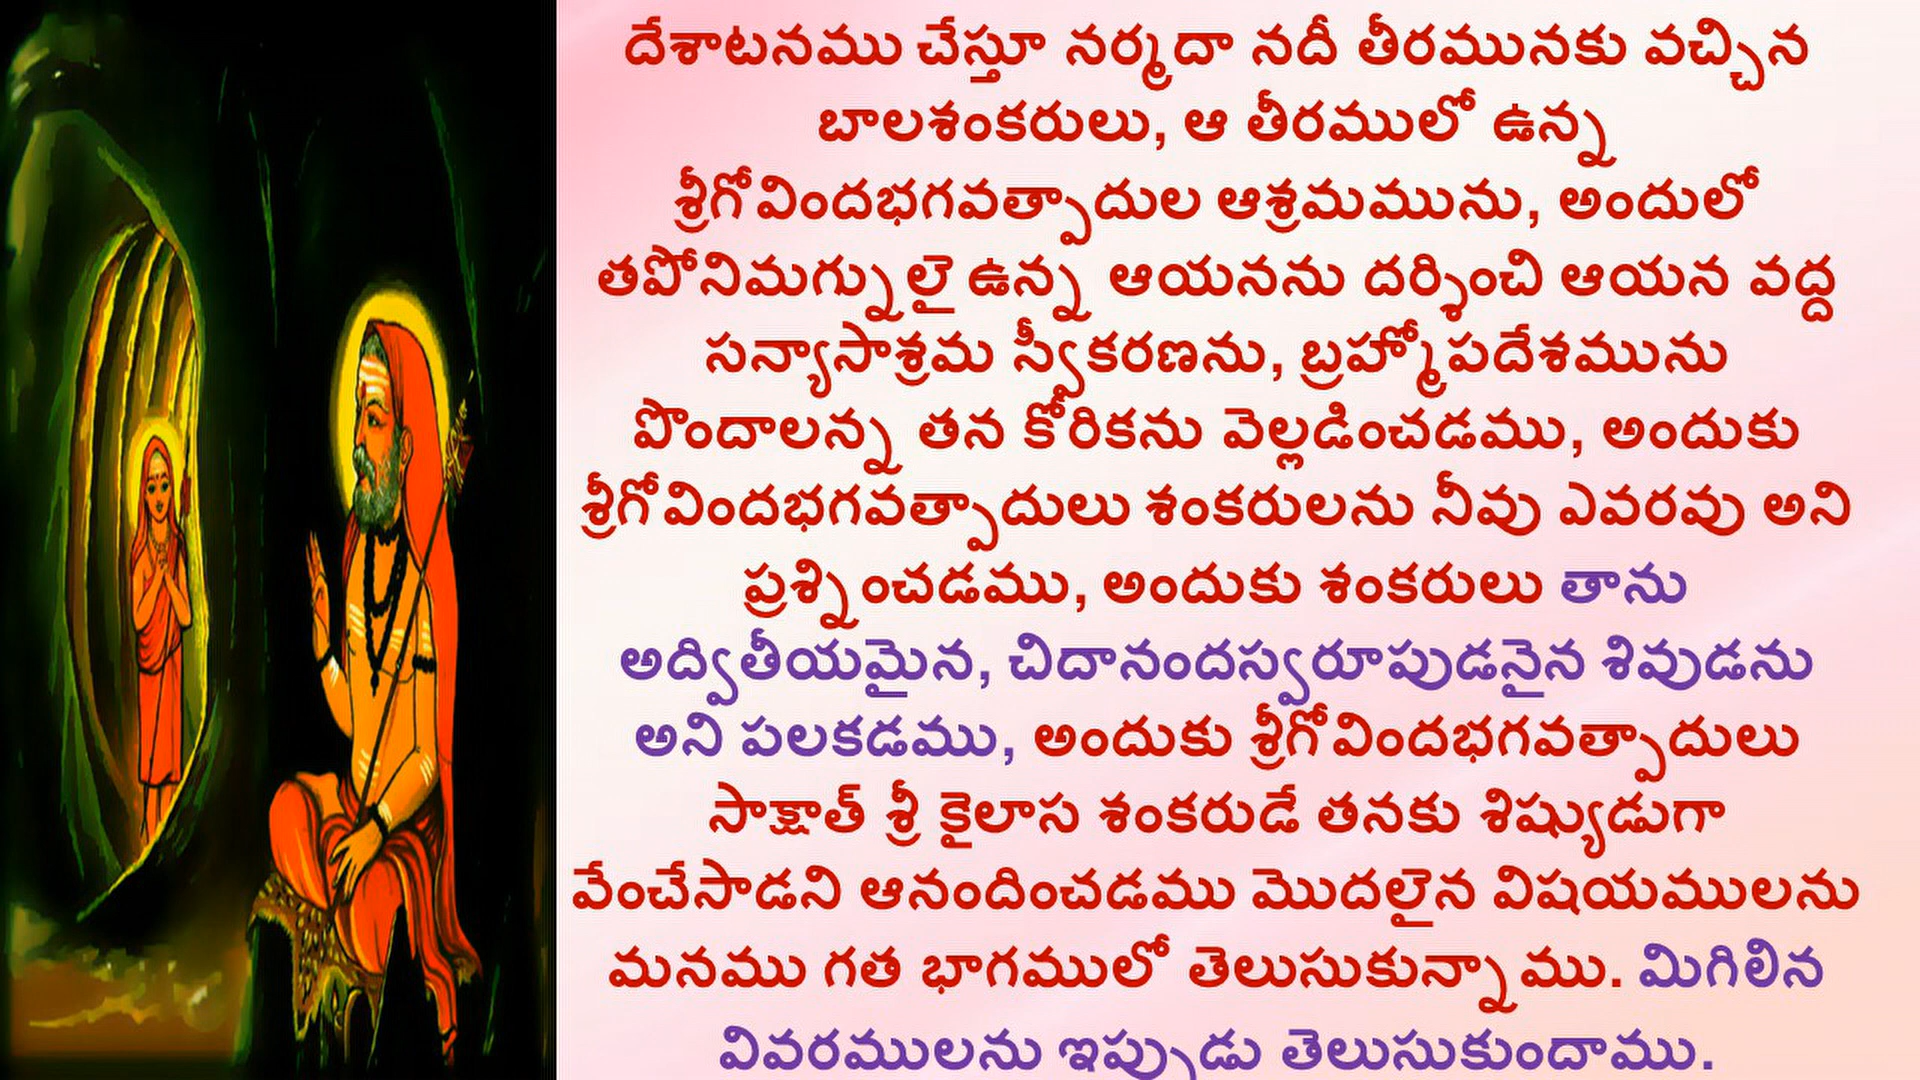 దేశాటనము చేస్తూ నర్మదా నదీ తీరమునకు వచ్చిన
బాలశంకరులు, ఆ తీరములో ఉన్న
శ్రీగోవిందభగవత్పాదుల ఆశ్రమమును, అందులో
తపోనిమగ్నులై ఉన్న ఆయనను దర్శించి ఆయన వద్ద
సన్యాసాశ్రమ స్వీకరణను, బ్రహ్మోపదేశమును
పొందాలన్న తన కోరికను వెల్లడించడము, అందుకు
శ్రీగోవిందభగవత్పాదులు శంకరులను నీవు ఎవరవు అని
ప్రశ్నించడము, అందుకు శంకరులు తాను
అద్వితీయమైన, చిదానందస్వరూపుడనైన శివుడను
అని పలకడము, అందుకు శ్రీగోవిందభగవత్పాదులు
సాక్షాత్ శ్రీ కైలాస శంకరుడే తనకు శిష్యుడుగా
వేంచేసాడని ఆనందించడము మొదలైన విషయములను
మనము గత భాగములో తెలుసుకున్నాము. మిగిలిన
వివరములను ఇప్పుడు తెలుసుకుందాము.